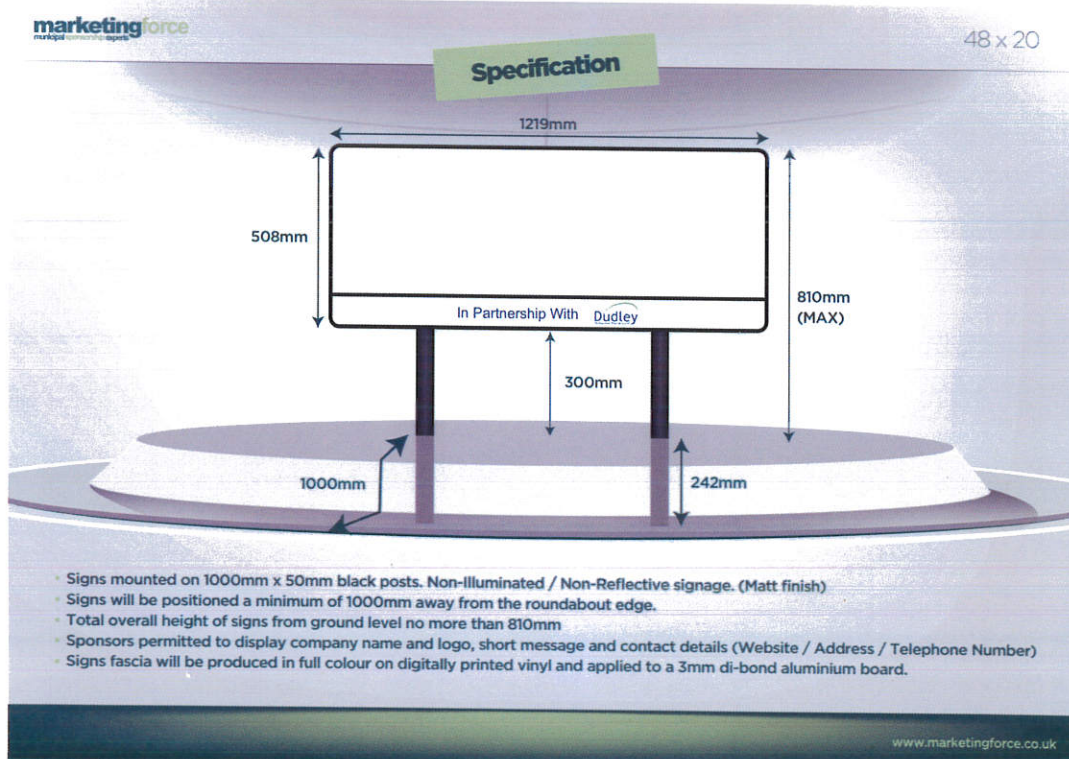 marketingforce
municipal sponsorship experts
48 x 20
Specification
1219mm
508mm
810mm
(MAX)
In Partnership With Dudley
300mm
1000mm
242mm
Signs mounted on 1000mm x 50mm black posts. Non-Illuminated / Non-Reflective signage. (Matt finish)
Signs will be positioned a minimum of 1000mm away from the roundabout edge.
Total overall height of signs from ground level no more than 810mm
Sponsors permitted to display company name and logo, short message and contact details (Website / Address / Telephone Number)
Signs fascia will be produced in full colour on digitally printed vinyl and applied to a 3mm di-bond aluminium board.
www.marketingforce.co.uk